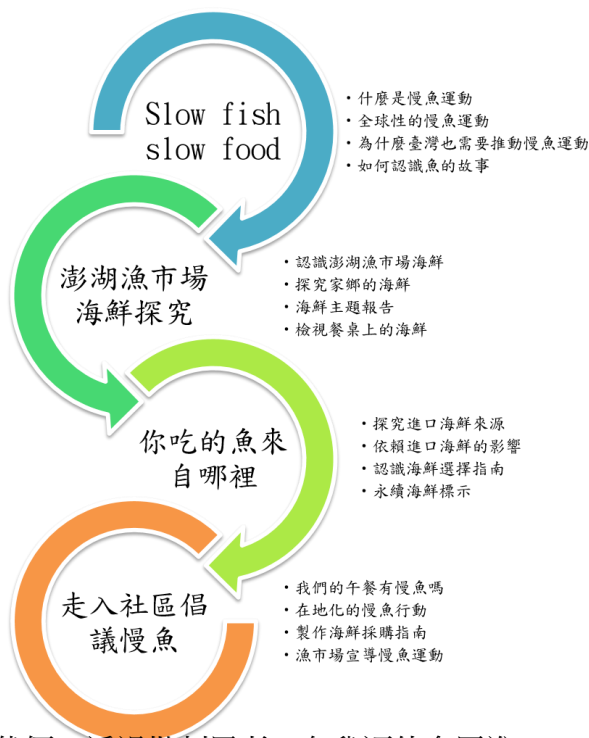 Slow fish
slow food
・什麼是慢魚運動
・全球性的慢魚運動
・為什麼臺灣也需要推動慢魚運動
・如何認識魚的故事
澎湖漁市場
海鮮探究
・認識澎湖漁市場海鮮
・探究家鄉的海鮮
・海鮮主題報告
・檢視餐桌上的海鮮
你吃的魚來
自哪裡
・探究進口海鮮來源
・依賴進口海鮮的影響
・認識海鮮選擇指南
・永續海鮮標示
走入社區倡
議慢魚
・我們的午餐有慢魚嗎
・在地化的慢魚行動
・製作海鮮採購指南
・漁市場宣導慢魚運動